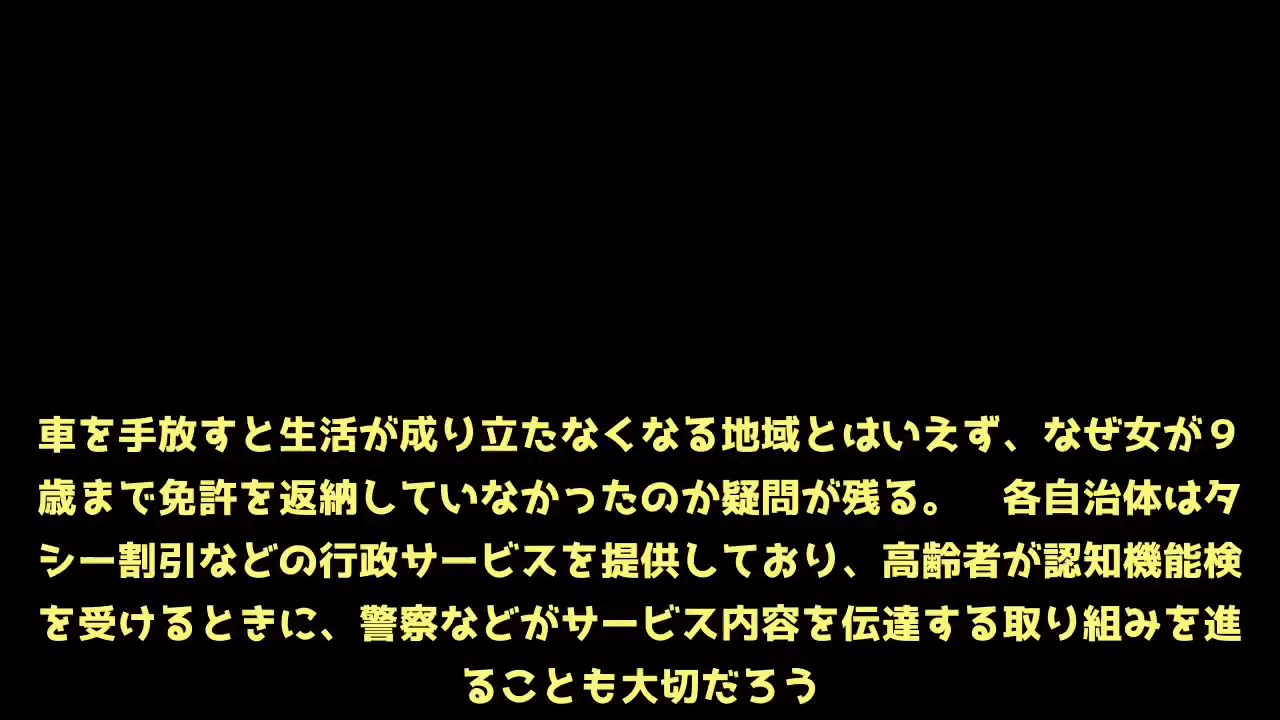 車を手放すと生活が成り立たなくなる地域とはいえず、なぜ女が９
歳まで免許を返納していなかったのか疑問が残る。　各自治体はタ
シー割引などの行政サービスを提供しており、高齢者が認知機能検
を受けるときに、警察などがサービス内容を伝達する取り組みを進
ることも大切だろう